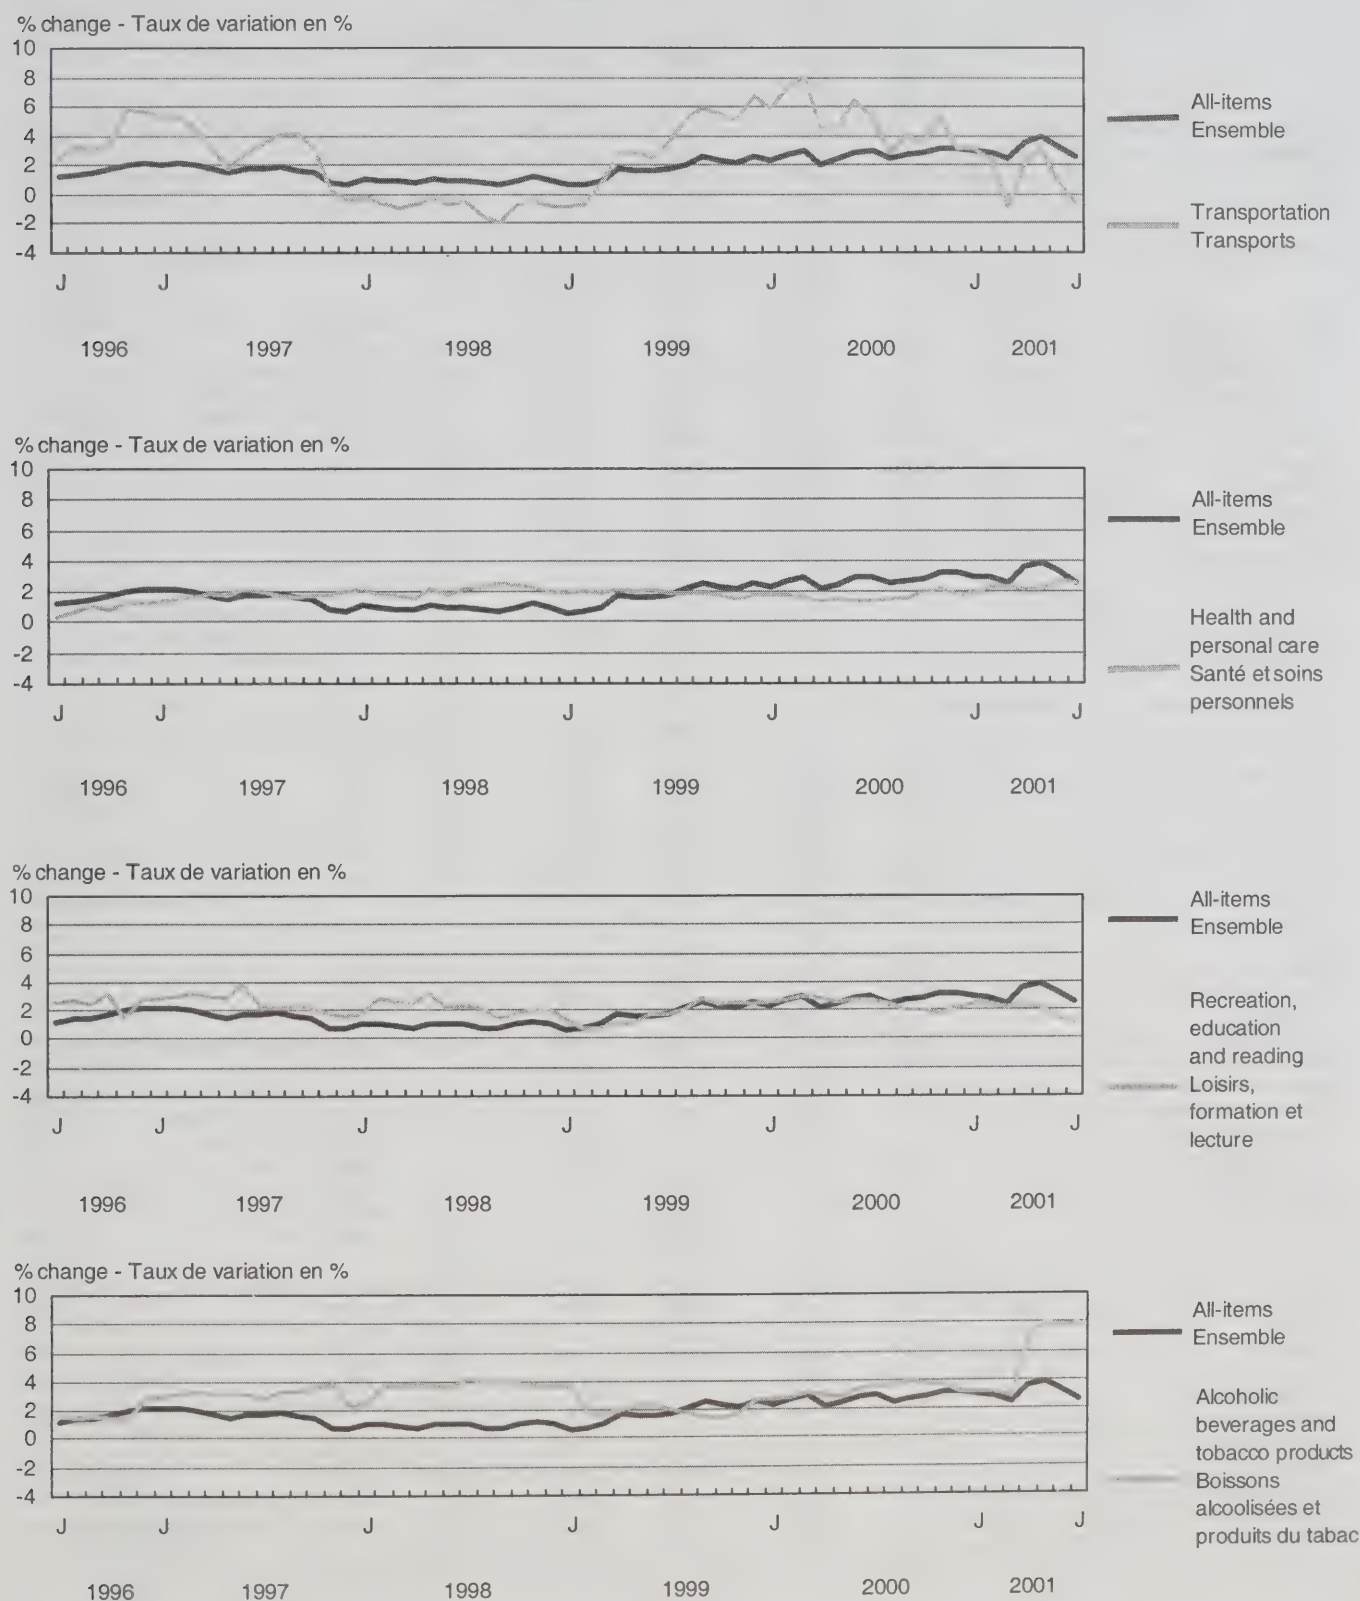 % change - Taux de variation en %
10
8
6
4
2
0
-2
-4
J J J J J J J
1996 1997 1998 1999 2000 2001
All-items
Ensemble
Transportation
Transports
% change - Taux de variation en %
10
8
6
4
2
0
-2
-4
J J J J J J J
1996 1997 1998 1999 2000 2001
All-items
Ensemble
Health and
personal care
Santé et soins
personnels
% change - Taux de variation en %
10
8
6
4
2
0
-2
-4
J J J J J J J
1996 1997 1998 1999 2000 2001
All-items
Ensemble
Recreation,
education
and reading
Loisirs,
formation et
lecture
% change - Taux de variation en %
10
8
6
4
2
0
-2
-4
J J J J J J J
1996 1997 1998 1999 2000 2001
All-items
Ensemble
Alcoholic
beverages and
tobacco products
Boissons
alcoolisées et
produits du tabac